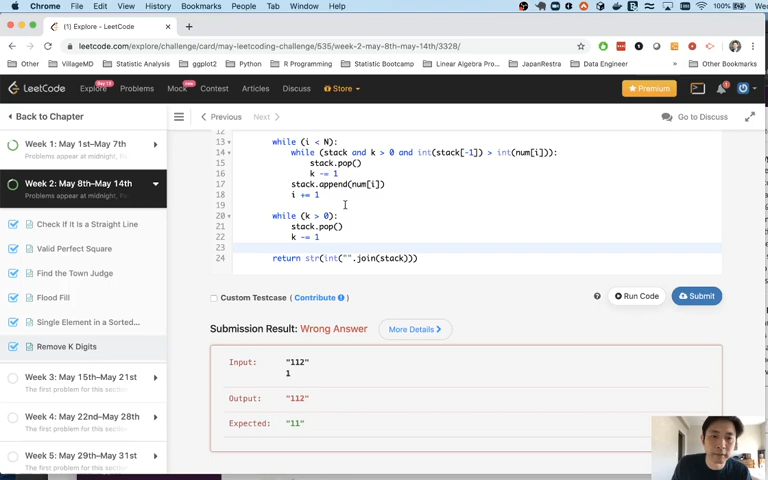 Chrome File Edit View History Bookmarks People Tab Window Help 100%
(1) Explore - LeetCode
leetcode.com/explore/challenge/card/may-leetcoding-challenge/535/week-2-may-8th-may-14th/3328/
Other VillageMD Statistic Analysis ggplot2 Python R Programming Statistic Bootcamp Linear Algebra Pro... JapanRestra Data Engineer Other Bookmarks
LeetCode Explore Problems Mock Contest Articles Discuss Store Premium
Day 13
new
1
Back to Chapter
Previous Next Go to Discuss
Week 1: May 1st–May 7th
Problems appear at midnight,
Week 2: May 8th–May 14th
Problems appear at midnight,
Check If It Is a Straight Line
Valid Perfect Square
Find the Town Judge
Flood Fill
Single Element in a Sorted...
Remove K Digits
Week 3: May 15th–May 21st
The first problem for this section
Week 4: May 22nd–May 28th
The first problem for this section
Week 5: May 29th–May 31st
The first problem for this section
12
13 while (i < N):
14 while (stack and k > 0 and int(stack[-1]) > int(num[i])):
15 stack.pop()
16 k -= 1
17 stack.append(num[i])
18 i += 1
19
20 while (k > 0):
21 stack.pop()
22 k -= 1
23
24 return str(int("".join(stack)))
Custom Testcase ( Contribute )
? Run Code Submit
Submission Result: Wrong Answer More Details
Input: "112"
1
Output: "112"
Expected: "11"